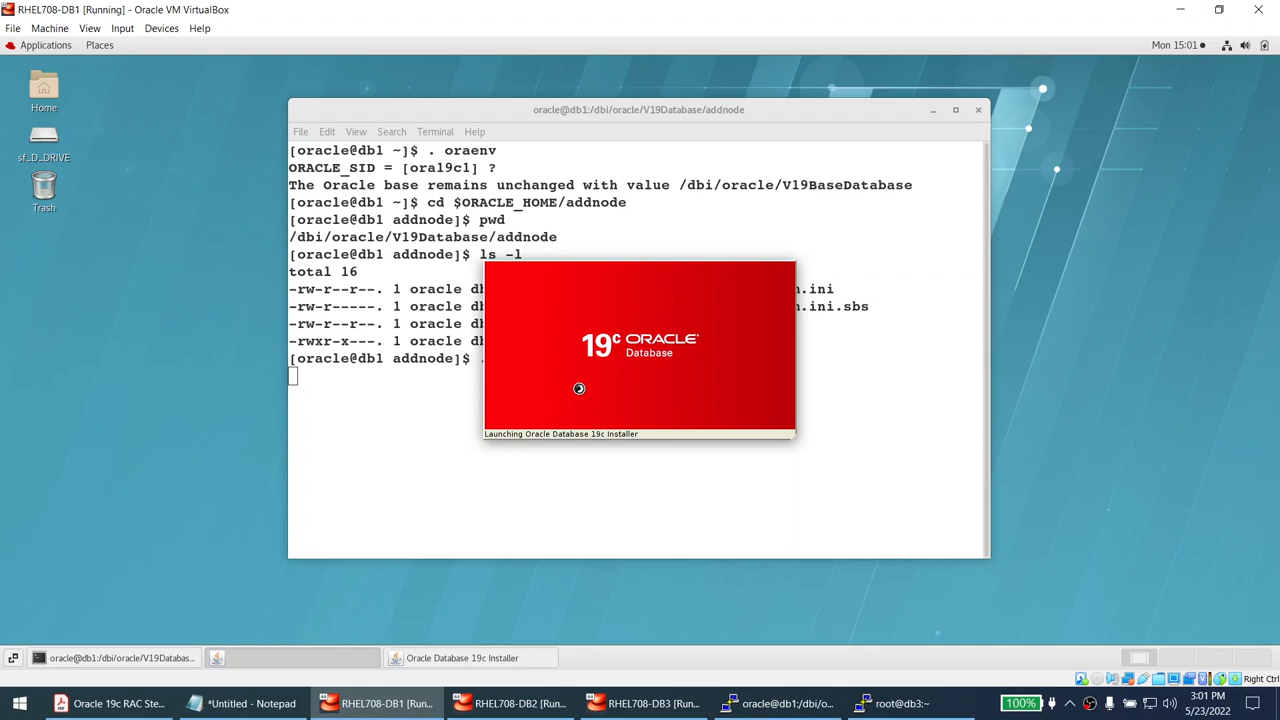 RHEL708-DB1 [Running] - Oracle VM VirtualBox
File Machine View Input Devices Help
Applications Places Mon 15:01
Home
sf_D_DRIVE
Trash
oracle@db1:/dbi/oracle/V19Database/addnode
File Edit View Search Terminal Help
[oracle@db1 ~]$ . oraenv
ORACLE_SID = [ora19c1] ?
The Oracle base remains unchanged with value /dbi/oracle/V19BaseDatabase
[oracle@db1 ~]$ cd $ORACLE_HOME/addnode
[oracle@db1 addnode]$ pwd
/dbi/oracle/V19Database/addnode
[oracle@db1 addnode]$ ls -l
total 16
-rw-r--r--. 1 oracle .ini
-rw-r-----. 1 oracle .ini.sbs
-rw-r--r--. 1 oracle
-rwxr-x---. 1 oracle
[oracle@db1 addnode]$ .
19c ORACLE
Database
Launching Oracle Database 19c Installer
oracle@db1:/dbi/oracle/V19Databas... Oracle Database 19c Installer
Right Ctrl
Oracle 19c RAC Ste... *Untitled - Notepad RHEL708-DB1 [Run... RHEL708-DB2 [Run... RHEL708-DB3 [Run... oracle@db1:/dbi/o... root@db3:~ 100% 3:01 PM
5/23/2022